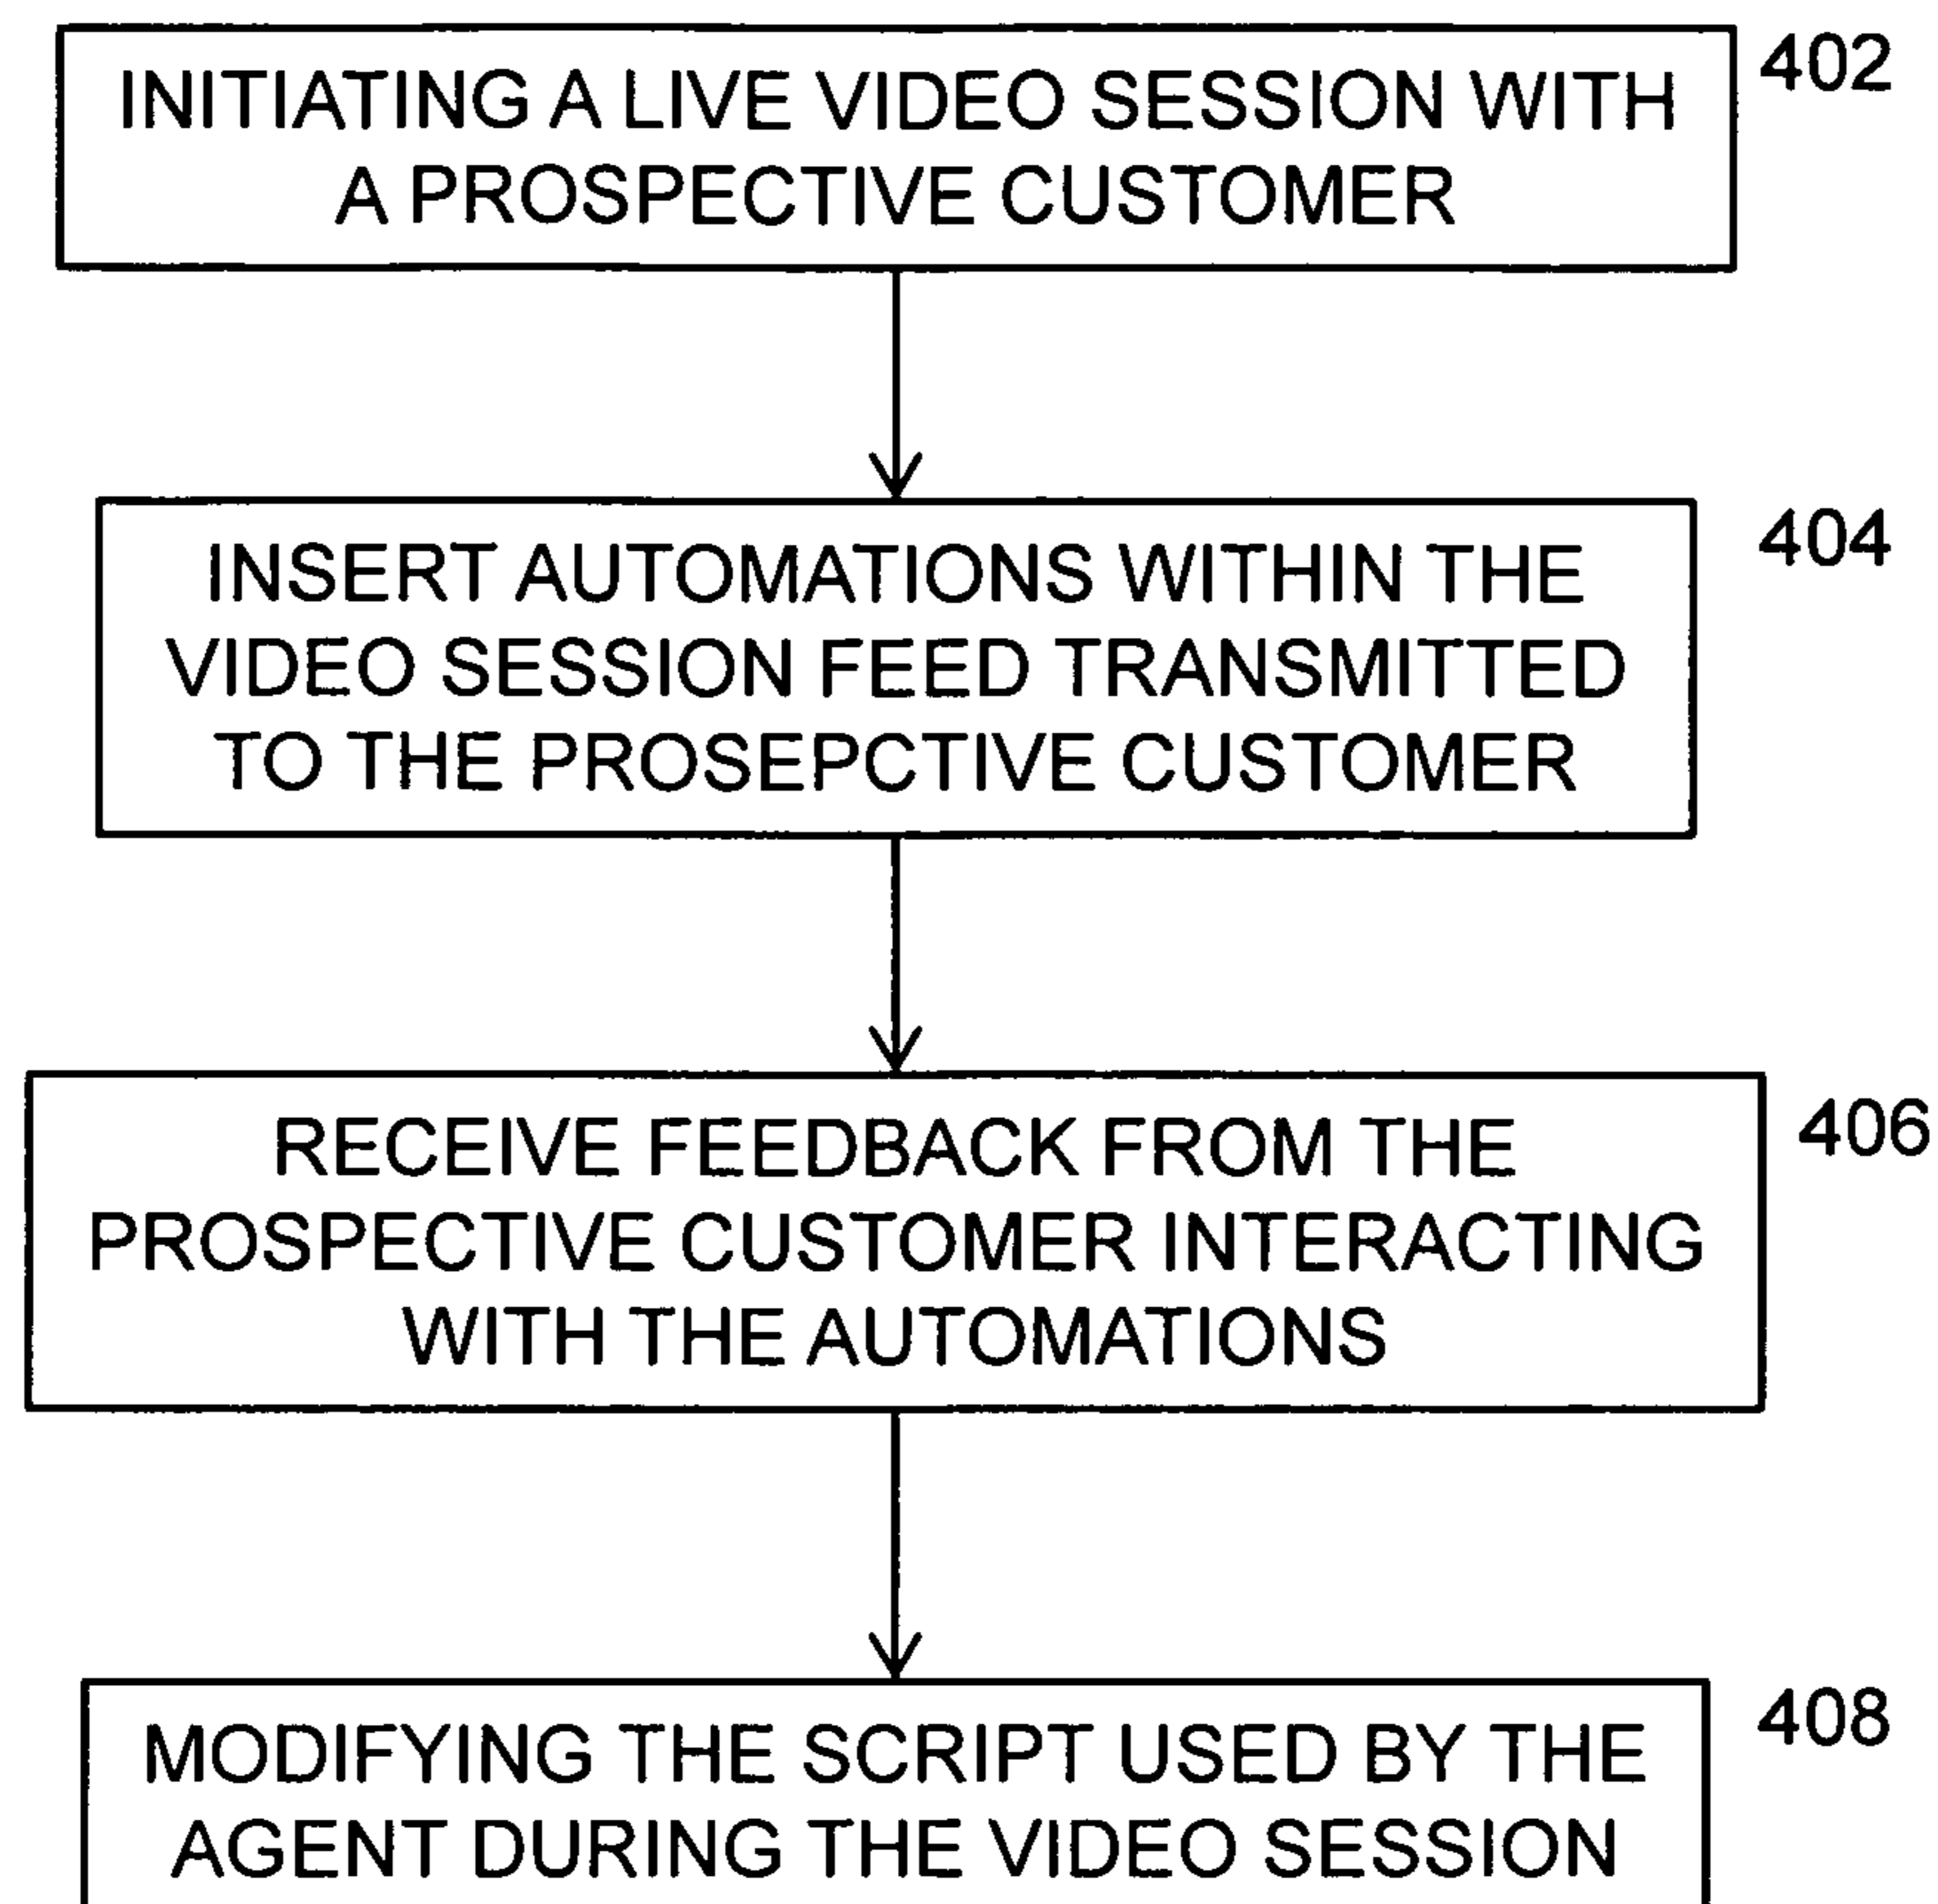 INITIATING A LIVE VIDEO SESSION WITH
A PROSPECTIVE CUSTOMER
402
INSERT AUTOMATIONS WITHIN THE
VIDEO SESSION FEED TRANSMITTED
TO THE PROSEPCTIVE CUSTOMER
404
RECEIVE FEEDBACK FROM THE
PROSPECTIVE CUSTOMER INTERACTING
WITH THE AUTOMATIONS
406
MODIFYING THE SCRIPT USED BY THE
AGENT DURING THE VIDEO SESSION
408